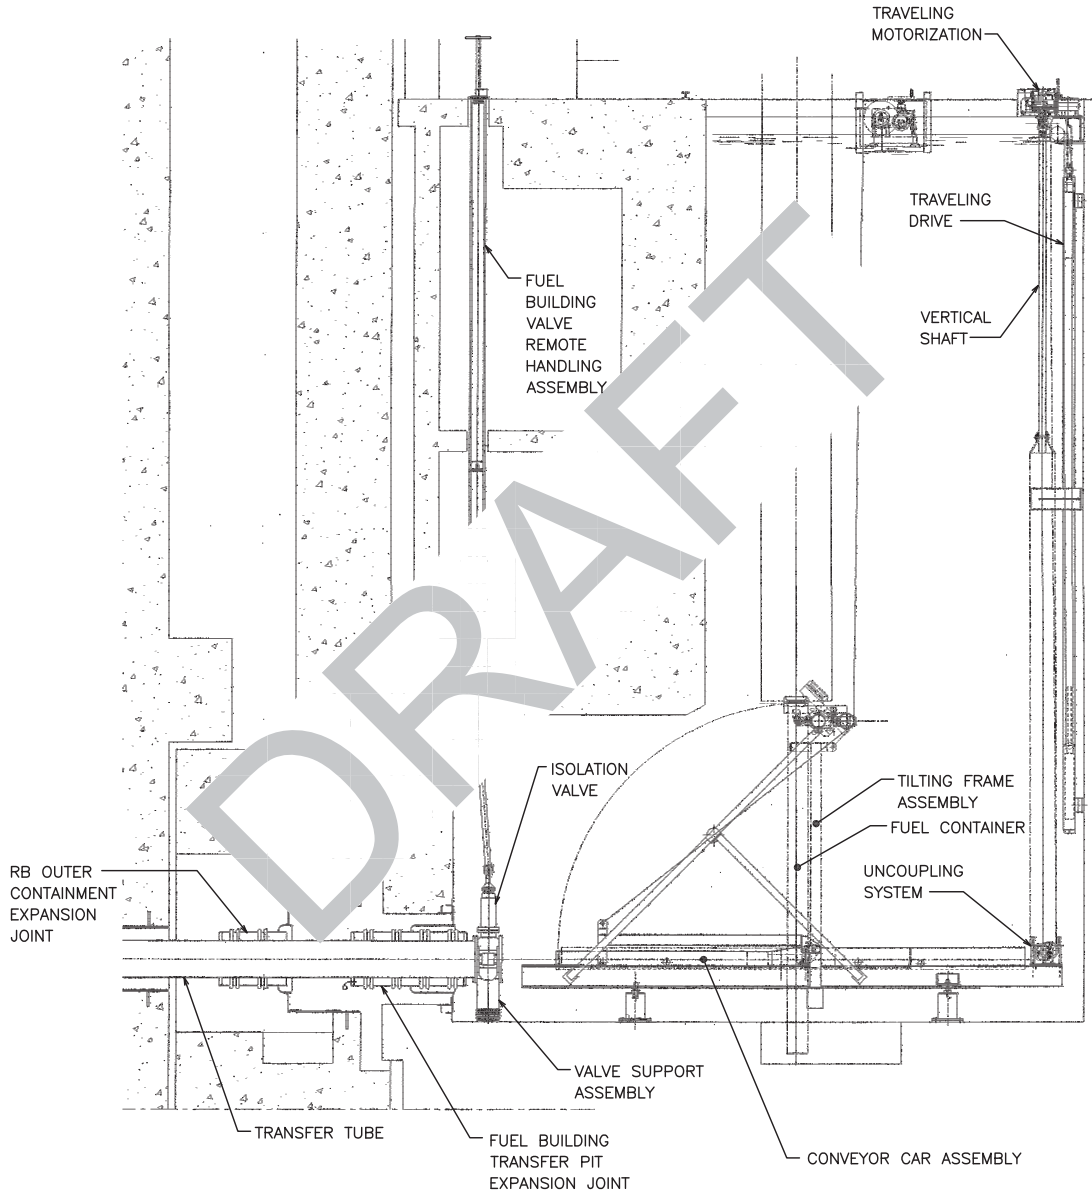 TRAVELING
MOTORIZATION
TRAVELING
DRIVE
FUEL
BUILDING
VALVE
REMOTE
HANDLING
ASSEMBLY
VERTICAL
SHAFT
DRAFT
ISOLATION
VALVE
TILTING FRAME
ASSEMBLY
FUEL CONTAINER
RB OUTER
CONTAINMENT
EXPANSION
JOINT
UNCOUPLING
SYSTEM
VALVE SUPPORT
ASSEMBLY
TRANSFER TUBE
FUEL BUILDING
TRANSFER PIT
EXPANSION JOINT
CONVEYOR CAR ASSEMBLY